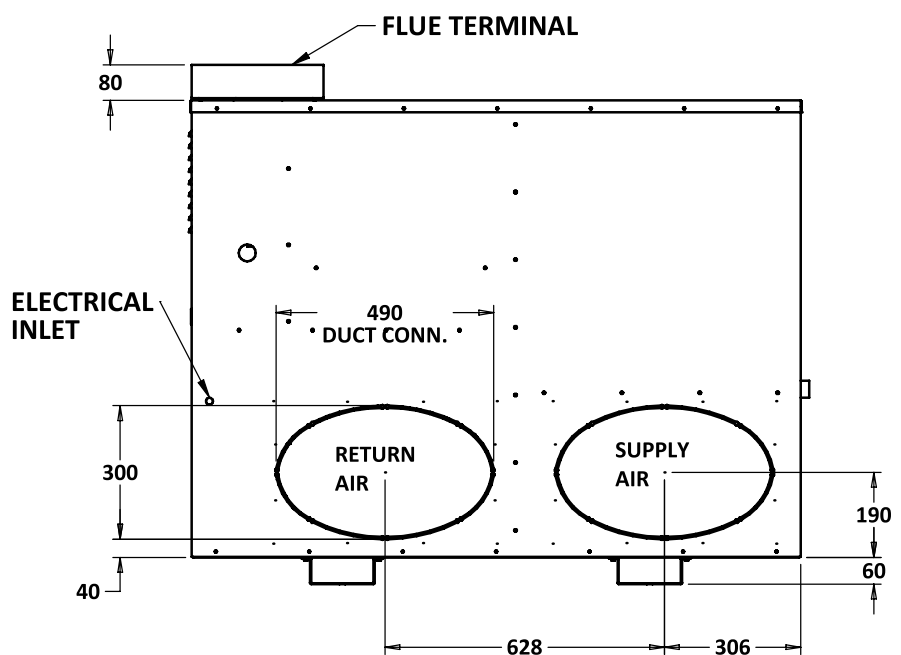 FLUE TERMINAL
80
ELECTRICAL
INLET
490
DUCT CONN.
RETURN
AIR
SUPPLY
AIR
300
190
40
60
628
306